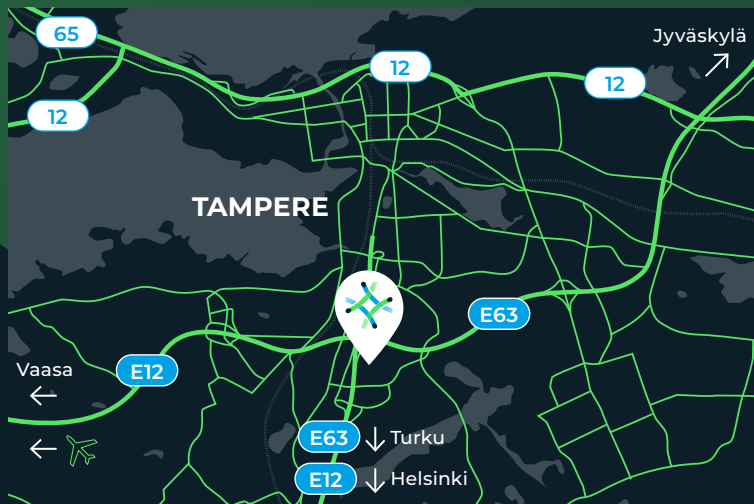 65
Jyväskylä
12
12
12
TAMPERE
E63
Vaasa
E12
E63 ↓ Turku
E12 ↓ Helsinki